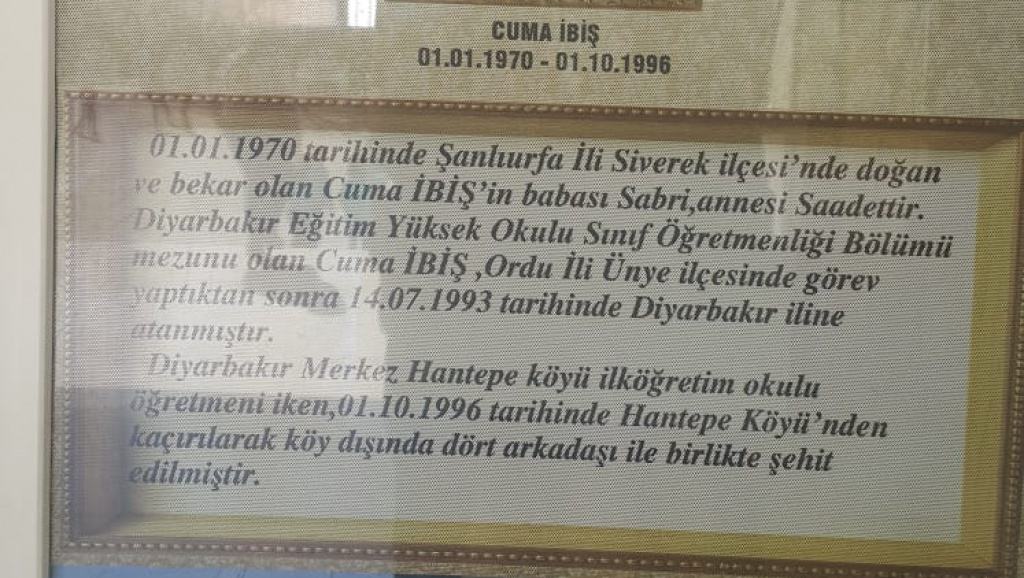 CUMA İBİŞ
01.01.1970 - 01.10.1996
01.01.1970 tarihinde Şanlıurfa İli Siverek ilçesi'nde doğan
ve bekar olan Cuma İBİŞ'in babası Sabri,annesi Saadettir.
Diyarbakır Eğitim Yüksek Okulu Sınıf Öğretmenliği Bölümü
mezunu olan Cuma İBİŞ ,Ordu İli Ünye ilçesinde görev
yaptıktan sonra 14.07.1993 tarihinde Diyarbakır iline
atanmıştır.
Diyarbakır Merkez Hantepe köyü ilköğretim okulu
öğretmeni iken,01.10.1996 tarihinde Hantepe Köyü'nden
kaçırılarak köy dışında dört arkadaşı ile birlikte şehit
edilmiştir.